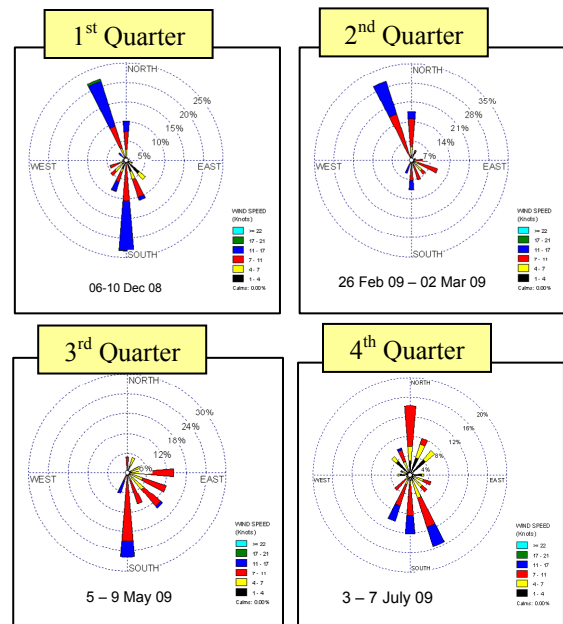 1st Quarter
NORTH
25%
20%
15%
10%
5%
WEST
EAST
SOUTH
WIND SPEED
(Knots)
>= 22
17 - 21
11 - 17
7 - 11
4 - 7
1 - 4
Calms: 0.00%
06-10 Dec 08
2nd Quarter
NORTH
35%
28%
21%
14%
7%
WEST
EAST
SOUTH
WIND SPEED
(Knots)
>= 22
17 - 21
11 - 17
7 - 11
4 - 7
1 - 4
Calms: 0.00%
26 Feb 09 – 02 Mar 09
3rd Quarter
NORTH
30%
24%
18%
12%
6%
WEST
EAST
SOUTH
WIND SPEED
(Knots)
>= 22
17 - 21
11 - 17
7 - 11
4 - 7
1 - 4
Calms: 0.00%
5 – 9 May 09
4th Quarter
NORTH
20%
16%
12%
8%
4%
WEST
EAST
SOUTH
WIND SPEED
(Knots)
>= 22
17 - 21
11 - 17
7 - 11
4 - 7
1 - 4
Calms: 0.00%
3 – 7 July 09